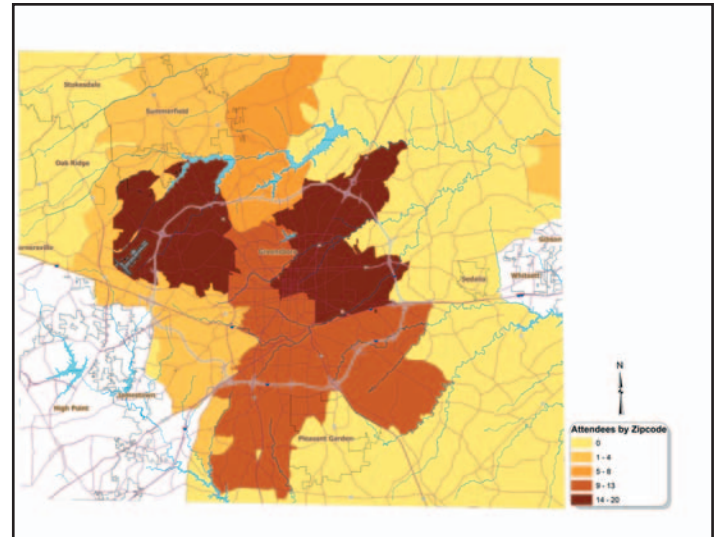 Stokesdale
Summerfield
Oak Ridge
Greensboro
Gibson
Whitsett
Sedalia
Jamestown
High Point
Pleasant Garden
N
Attendees by Zipcode
0
1 - 4
5 - 8
9 - 13
14 - 20